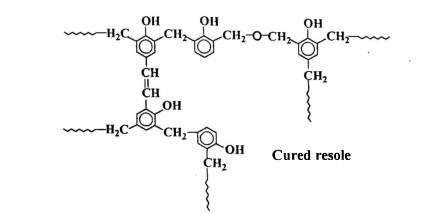 OH OH OH
H₂C CH₂ CH₂-O-CH₂ CH₂
CH CH₂
CH
OH
H₂C CH₂
OH
CH₂
Cured resole